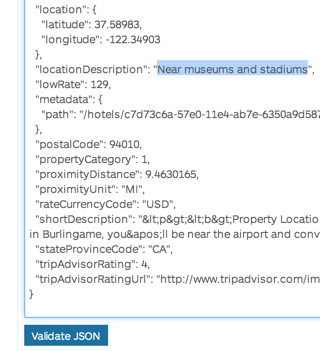 "location": {
"latitude": 37.58983,
"longitude": -122.34903
},
"locationDescription": "Near museums and stadiums",
"lowRate": 129,
"metadata": {
"path": "/hotels/c7d73c6a-57e0-11e4-ab7e-6350a9d587
},
"postalCode": 94010,
"propertyCategory": 1,
"proximityDistance": 9.4630165,
"proximityUnit": "MI",
"rateCurrencyCode": "USD",
"shortDescription": "&lt;p&gt;&lt;b&gt;Property Locatio
in Burlingame, you&apos;ll be near the airport and conv
"stateProvinceCode": "CA",
"tripAdvisorRating": 4,
"tripAdvisorRatingUrl": "http://www.tripadvisor.com/im
}
Validate JSON